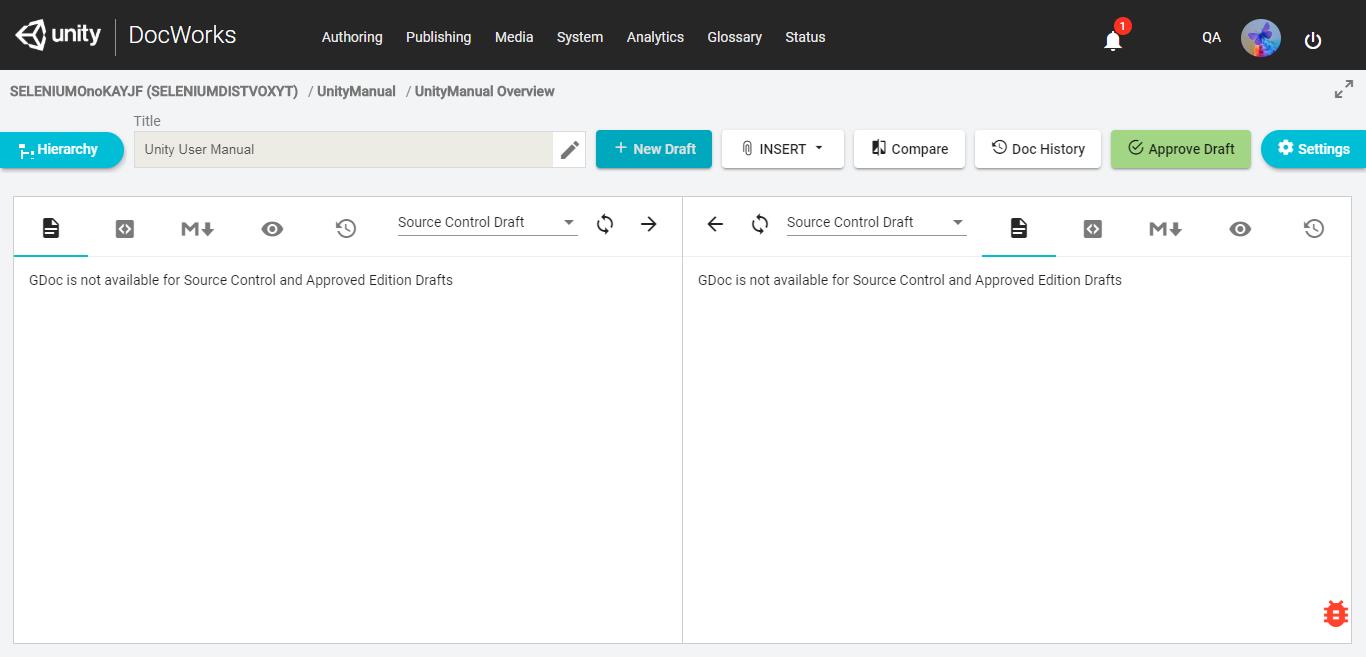 unity DocWorks Authoring Publishing Media System Analytics Glossary Status 1 QA
SELENIUMOnoKAYJF (SELENIUMDISTVOXYT) / UnityManual / UnityManual Overview
Title
Hierarchy Unity User Manual + New Draft INSERT Compare Doc History Approve Draft Settings
M Source Control Draft Source Control Draft M
GDoc is not available for Source Control and Approved Edition Drafts GDoc is not available for Source Control and Approved Edition Drafts